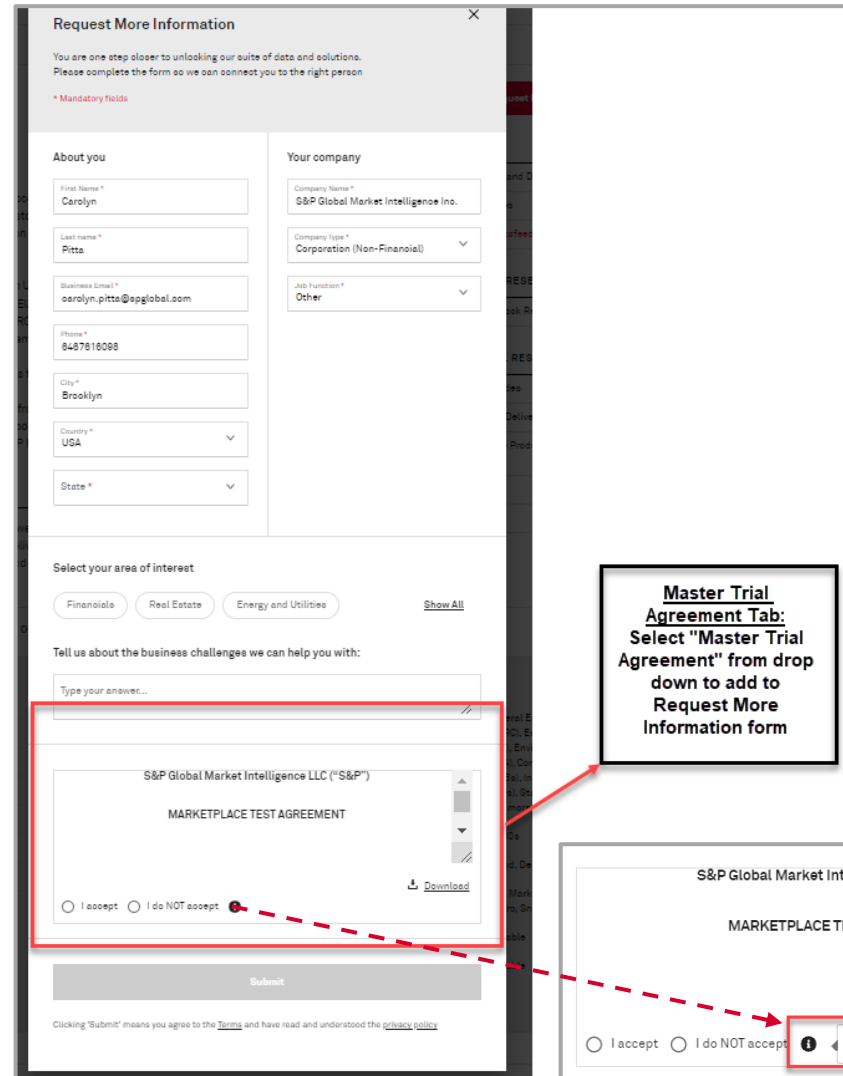 Request More Information
You are one step closer to unlocking our suite of data and solutions.
Please complete the form so we can connect you to the right person
* Mandatory fields
About you
Your company
First Name *
Carolyn
Company Name *
S&P Global Market Intelligence Inc.
Last name *
Pitta
Company Type *
Corporation (Non-Financial)
Business Email *
carolyn.pitta@spglobal.com
Job Function *
Other
Phone *
6467616098
City *
Brooklyn
Country *
USA
State *
Select your area of interest
Financials
Real Estate
Energy and Utilities
Show All
Tell us about the business challenges we can help you with:
Type your answer...
S&P Global Market Intelligence LLC ("S&P")
MARKETPLACE TEST AGREEMENT
Download
I accept
I do NOT accept
Submit
Clicking 'Submit' means you agree to the Terms and have read and understood the privacy policy
Master Trial
Agreement Tab:
Select "Master Trial
Agreement" from drop
down to add to
Request More
Information form
S&P Global Market Int
MARKETPLACE T
I accept
I do NOT accept